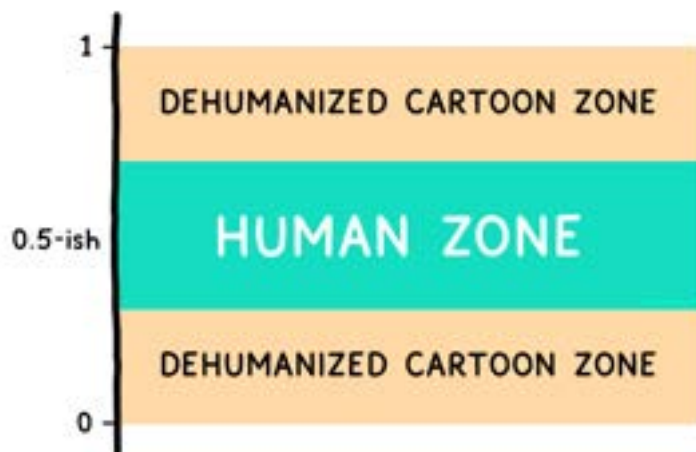 1
DEHUMANIZED CARTOON ZONE
0.5-ish
HUMAN ZONE
DEHUMANIZED CARTOON ZONE
0